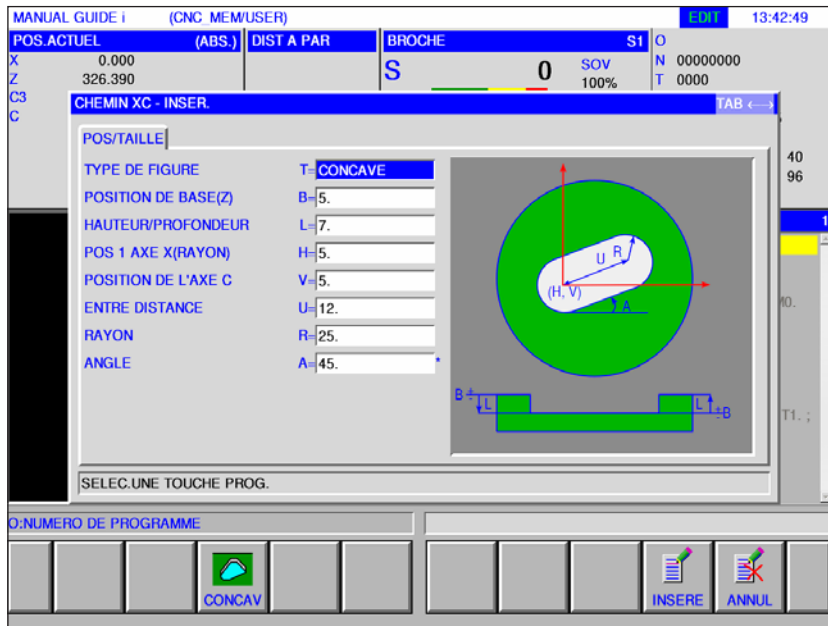 MANUAL GUIDE i (CNC_MEM/USER) EDIT 13:42:49
POS.ACTUEL (ABS.) DIST A PAR BROCHE S1 O
X 0.000 S 0 SOV N 00000000
Z 326.390 100% T 0000
C3
C
CHEMIN XC - INSER. TAB ←→
POS/TAILLE
TYPE DE FIGURE T=CONCAVE
POSITION DE BASE(Z) B=5.
HAUTEUR/PROFONDEUR L=7.
POS 1 AXE X(RAYON) H=5.
POSITION DE L'AXE C V=5.
ENTRE DISTANCE U=12.
RAYON R=25.
ANGLE A=45. *
U R
(H, V)
A
B ± L L ±B
40
96
1
M0.
T1. ;
SELEC.UNE TOUCHE PROG.
O:NUMERO DE PROGRAMME
CONCAV INSERE ANNUL